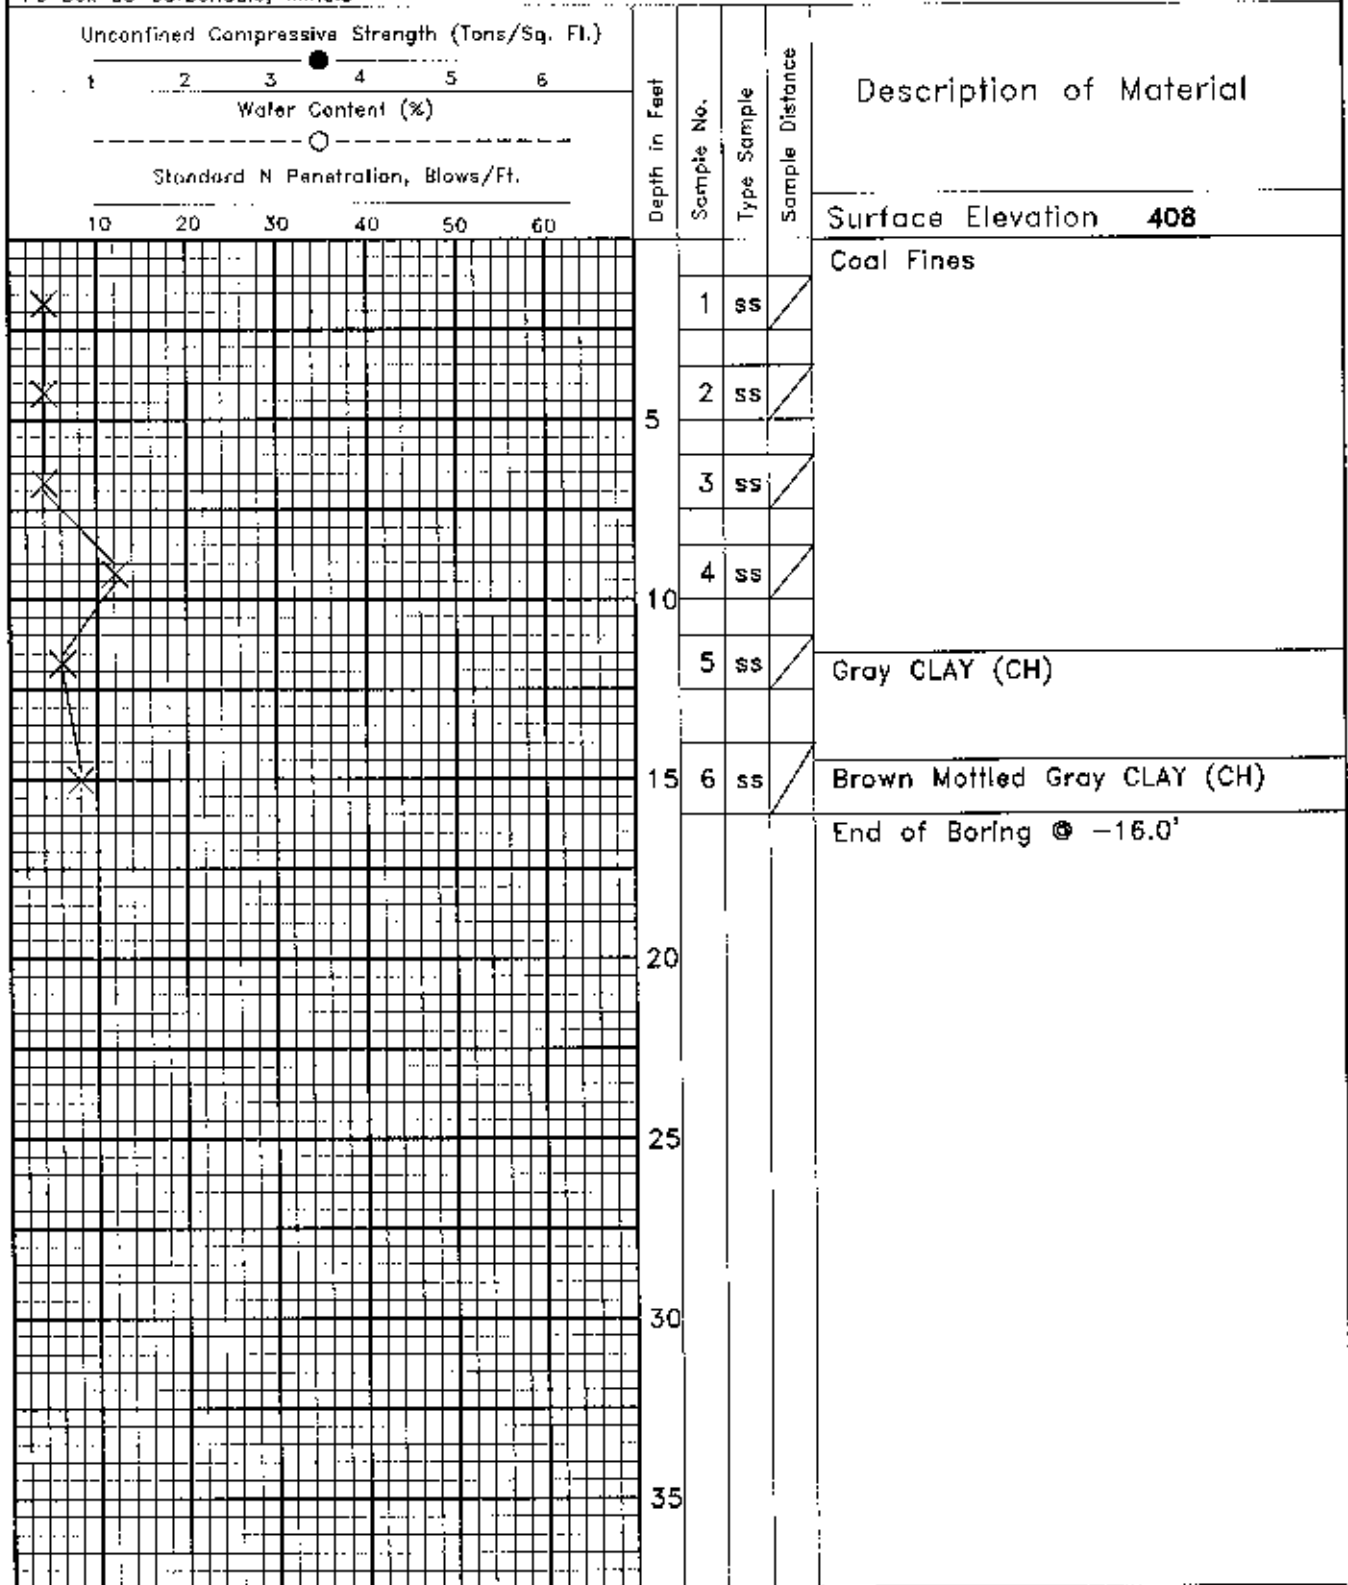 Unconfined Compressive Strength (Tons/Sq. Ft.)
1 2 3 4 5 6
Water Content (%)
Standard N Penetration, Blows/Ft.
10 20 30 40 50 60
Depth in Feet
Sample No.
Type Sample
Sample Distance
Description of Material
Surface Elevation 408
Coal Fines
1 ss
2 ss
5
3 ss
4 ss
10
5 ss
Gray CLAY (CH)
15 6 ss Brown Mottled Gray CLAY (CH)
End of Boring @ -16.0'
20
25
30
35